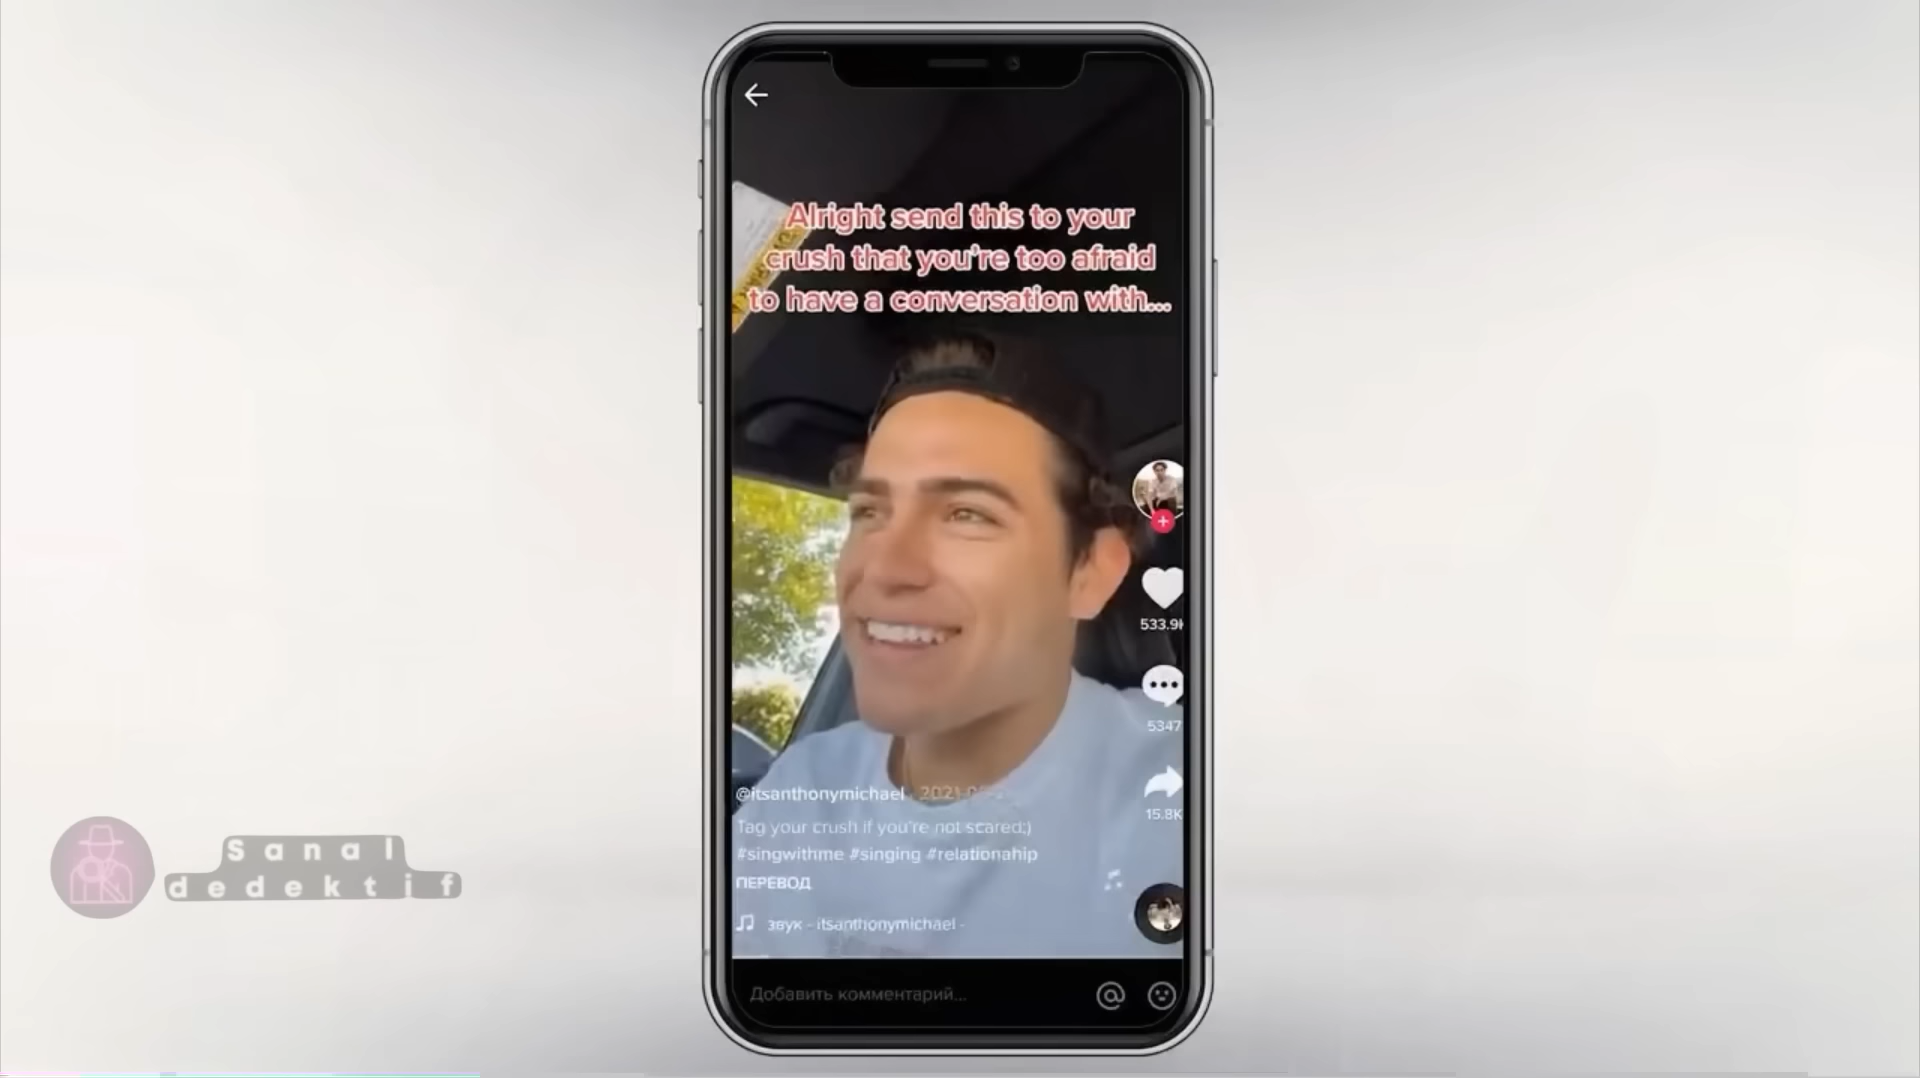 Alright send this to your
crush that you're too afraid
to have a conversation with...
533.9K
5347
15.8K
@itsanthonymichael
Tag your crush if you're not scared;)
#singwithme #singing #relationahip
ПЕРЕВОД
звук - itsanthonymichael -
Добавить комментарий...
Sanal
dedektif